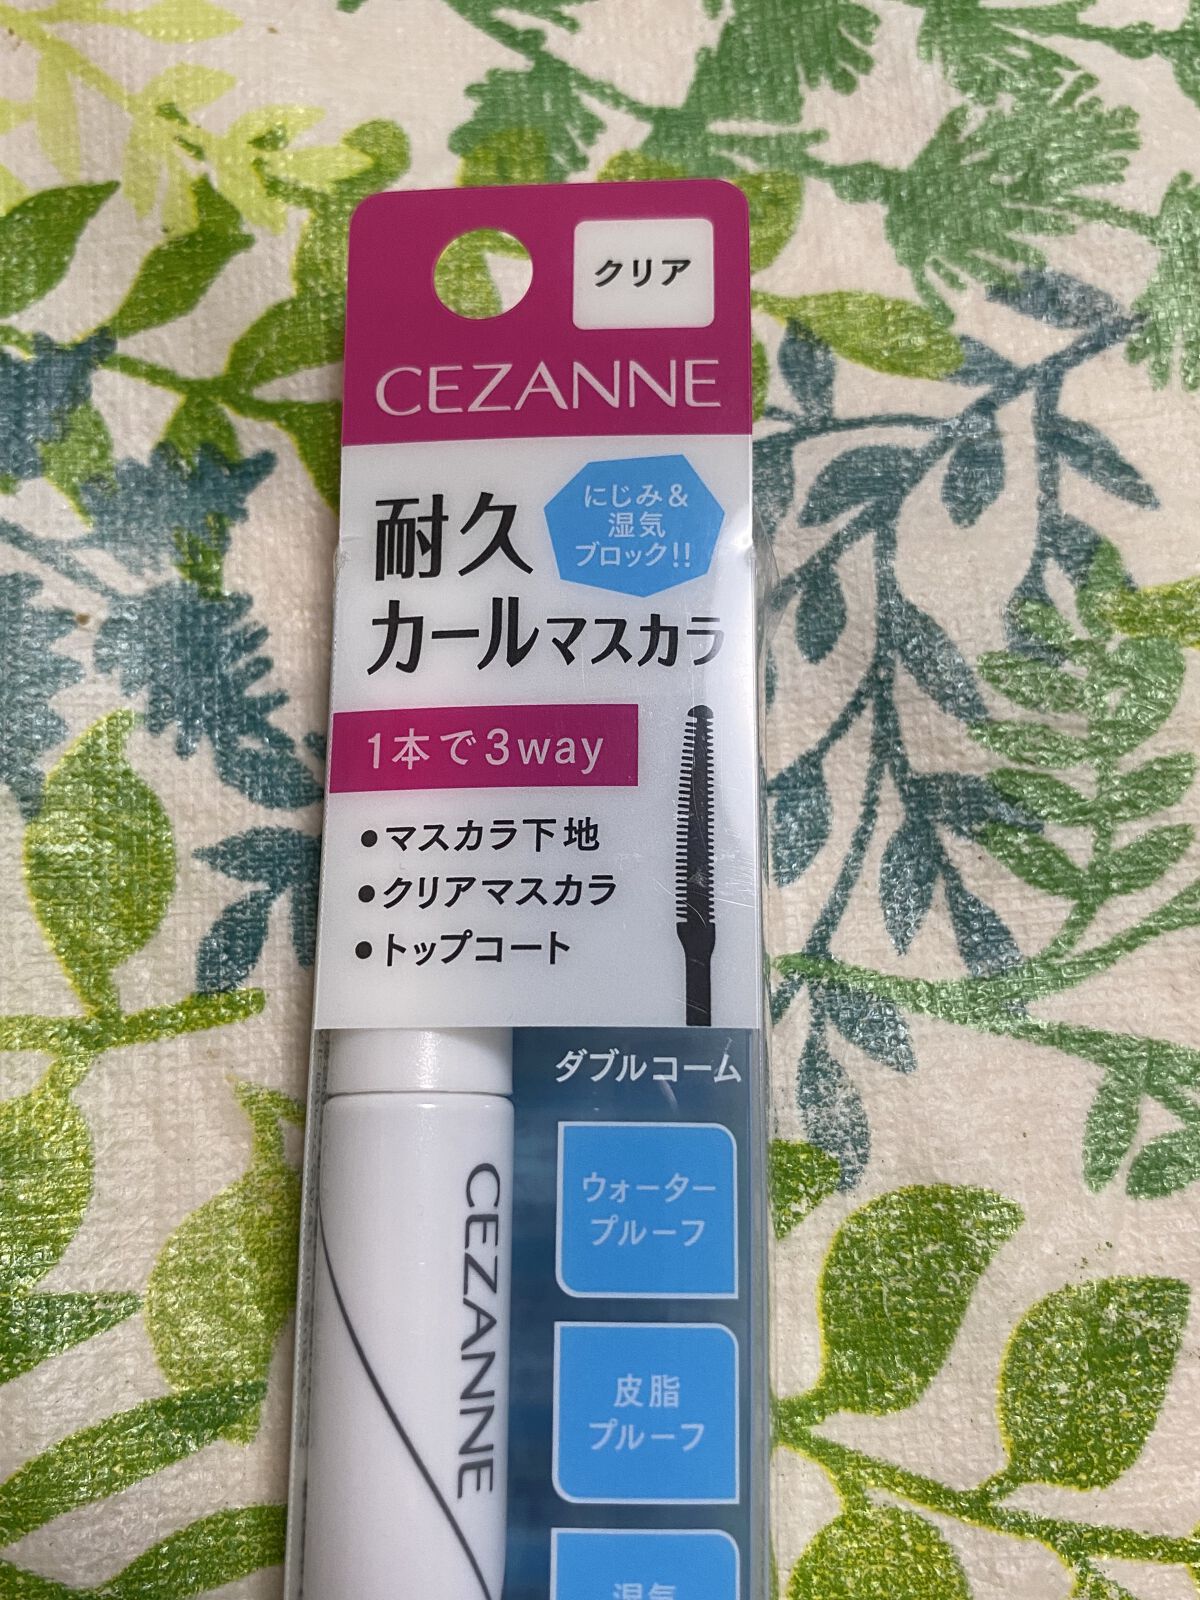 クリア
CEZANNE
耐久
カールマスカラ
にじみ&
湿気
ブロック!!
1本で3way
●マスカラ下地
●クリアマスカラ
●トップコート
ダブルコーム
ウォーター
プルーフ
皮脂
プルーフ
湿気
CEZANNE